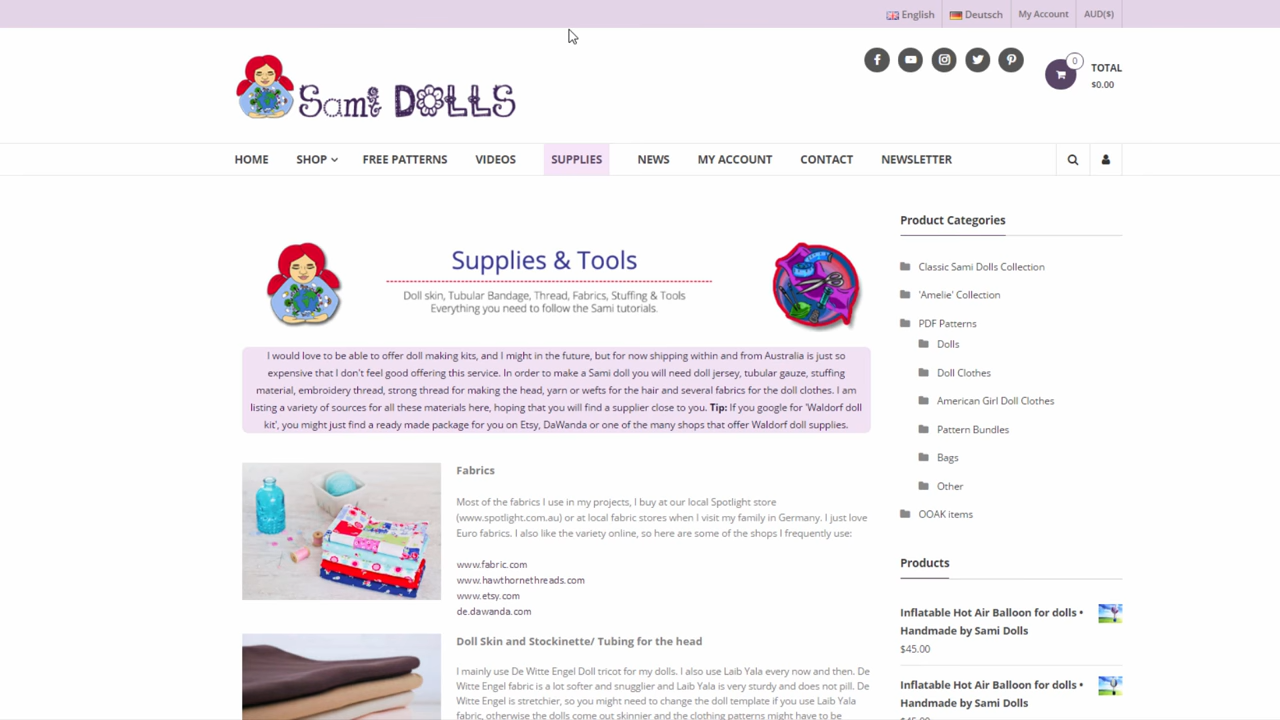 English
Deutsch
My Account
AUD($)
Sami DOLLS
0
TOTAL
$0.00
HOME
SHOP
FREE PATTERNS
VIDEOS
SUPPLIES
NEWS
MY ACCOUNT
CONTACT
NEWSLETTER
Supplies & Tools
Doll skin, Tubular Bandage, Thread, Fabrics, Stuffing & Tools
Everything you need to follow the Sami tutorials.
I would love to be able to offer doll making kits, and I might in the future, but for now shipping within and from Australia is just so
expensive that I don't feel good offering this service. In order to make a Sami doll you will need doll jersey, tubular gauze, stuffing
material, embroidery thread, strong thread for making the head, yarn or wefts for the hair and several fabrics for the doll clothes. I am
listing a variety of sources for all these materials here, hoping that you will find a supplier close to you. Tip: If you google for 'Waldorf doll
kit', you might just find a ready made package for you on Etsy, DaWanda or one of the many shops that offer Waldorf doll supplies.
Fabrics
Most of the fabrics I use in my projects, I buy at our local Spotlight store
(www.spotlight.com.au) or at local fabric stores when I visit my family in Germany. I just love
Euro fabrics. I also like the variety online, so here are some of the shops I frequently use:
www.fabric.com
www.hawthornethreads.com
www.etsy.com
de.dawanda.com
Doll Skin and Stockinette/ Tubing for the head
I mainly use De Witte Engel Doll tricot for my dolls. I also use Laib Yala every now and then. De
Witte Engel fabric is a lot softer and snugglier and Laib Yala is very sturdy and does not pill. De
Witte Engel is stretchier, so you might need to change the doll template if you use Laib Yala
fabric, otherwise the dolls come out skinnier and the clothing patterns might have to be
Product Categories
Classic Sami Dolls Collection
'Amelie' Collection
PDF Patterns
Dolls
Doll Clothes
American Girl Doll Clothes
Pattern Bundles
Bags
Other
OOAK items
Products
Inflatable Hot Air Balloon for dolls •
Handmade by Sami Dolls
$45.00
Inflatable Hot Air Balloon for dolls •
Handmade by Sami Dolls
$45.00